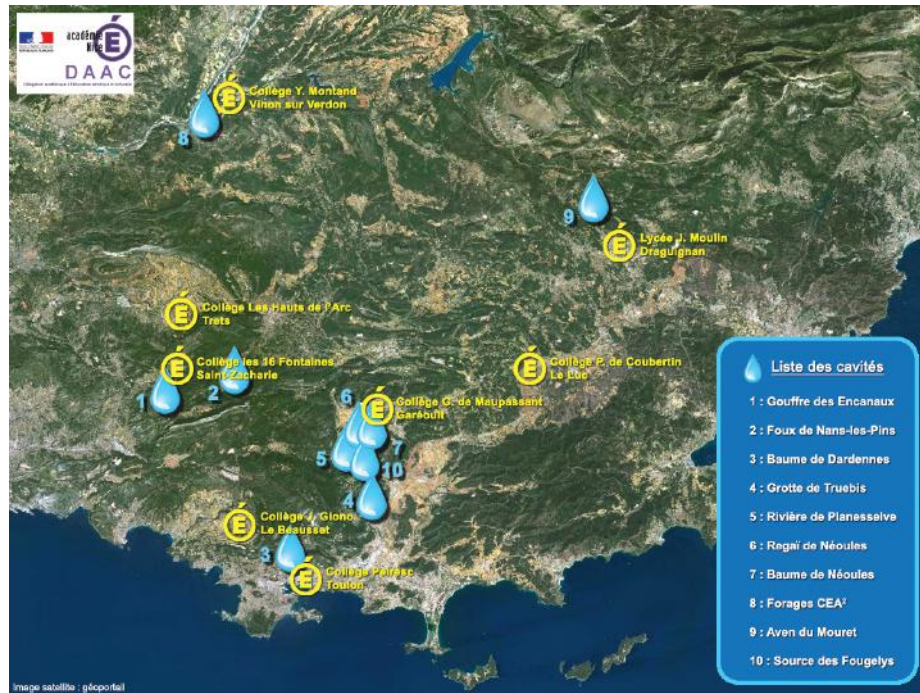 académie
Nice
DAAC
Collège Y. Montand
Vinon sur Verdon
8
9
Lycée J. Moulin
Draguignan
Collège Les Hauts de l'Arc
Trets
Collège les 16 Fontaines
Saint-Zacharie
1
2
Collège P. de Coubertin
Le Luc
6
Collège G. de Maupassant
Garéoult
7
5
10
4
Collège J. Giono
Le Beausset
3
Collège Peiresc
Toulon
Liste des cavités
1 : Gouffre des Encanaux
2 : Foux de Nans-les-Pins
3 : Baume de Dardennes
4 : Grotte de Truebis
5 : Rivière de Planesselve
6 : Regaï de Néoules
7 : Baume de Néoules
8 : Forages CEA²
9 : Aven du Mouret
10 : Source des Fougelys
Image satellite : géoportail